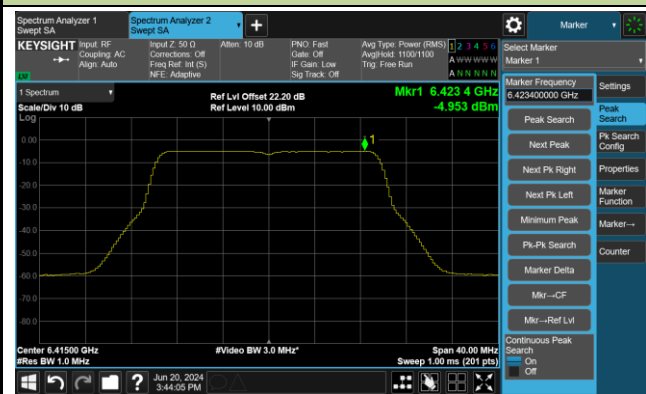 Spectrum Analyzer 1
Swept SA
Spectrum Analyzer 2
Swept SA
+
Marker
KEYSIGHT
Input: RF
Coupling: AC
Align: Auto
Input Z: 50 Ω
Corrections: Off
Freq Ref: Int (S)
NFE: Adaptive
Atten: 10 dB
PNO: Fast
Gate: Off
IF Gain: Low
Sig Track: Off
Avg Type: Power (RMS)
Avg|Hold: 1100/1100
Trig: Free Run
1 2 3 4 5 6
A W W W W W
A N N N N N
Select Marker
Marker 1
LXI
1 Spectrum
Scale/Div 10 dB
Log
Ref Lvl Offset 22.20 dB
Ref Level 10.00 dBm
Mkr1 6.423 4 GHz
-4.953 dBm
0.00
-10.0
-20.0
-30.0
-40.0
-50.0
-60.0
-70.0
-80.0
1
Center 6.41500 GHz
#Res BW 1.0 MHz
#Video BW 3.0 MHz*
Span 40.00 MHz
Sweep 1.00 ms (201 pts)
Marker Frequency
6.423400000 GHz
Peak Search
Next Peak
Next Pk Right
Next Pk Left
Minimum Peak
Pk-Pk Search
Marker Delta
Mkr→CF
Mkr→Ref Lvl
Continuous Peak
Search
On
Off
Settings
Peak
Search
Pk Search
Config
Properties
Marker
Function
Marker→
Counter
?
Jun 20, 2024
3:44:05 PM